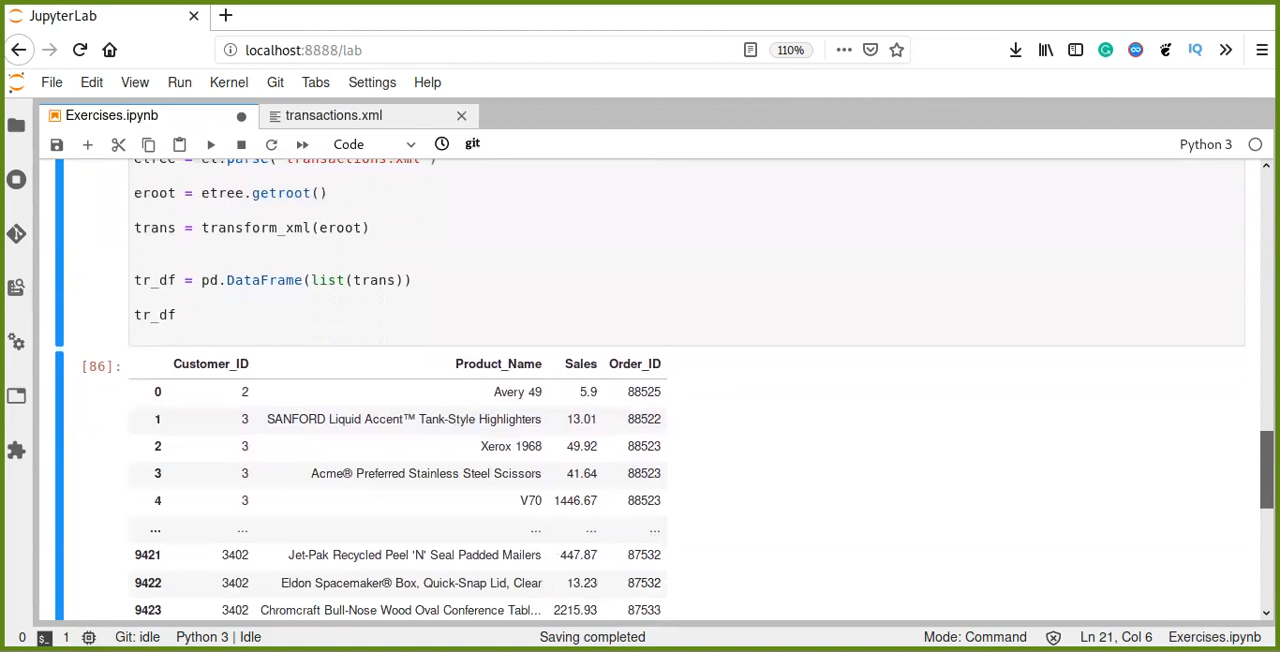 JupyterLab
localhost:8888/lab
110%
IQ
File Edit View Run Kernel Git Tabs Settings Help
Exercises.ipynb
transactions.xml
Code
git
Python 3
etree = et.parse("transactions.xml")
eroot = etree.getroot()
trans = transform_xml(eroot)
tr_df = pd.DataFrame(list(trans))
tr_df
[86]:
Customer_ID Product_Name Sales Order_ID
0 2 Avery 49 5.9 88525
1 3 SANFORD Liquid Accent™ Tank-Style Highlighters 13.01 88522
2 3 Xerox 1968 49.92 88523
3 3 Acme® Preferred Stainless Steel Scissors 41.64 88523
4 3 V70 1446.67 88523
... ... ... ... ...
9421 3402 Jet-Pak Recycled Peel 'N' Seal Padded Mailers 447.87 87532
9422 3402 Eldon Spacemaker® Box, Quick-Snap Lid, Clear 13.23 87532
9423 3402 Chromcraft Bull-Nose Wood Oval Conference Tabl... 2215.93 87533
0 $_ 1 Git: idle Python 3 | Idle Saving completed Mode: Command Ln 21, Col 6 Exercises.ipynb